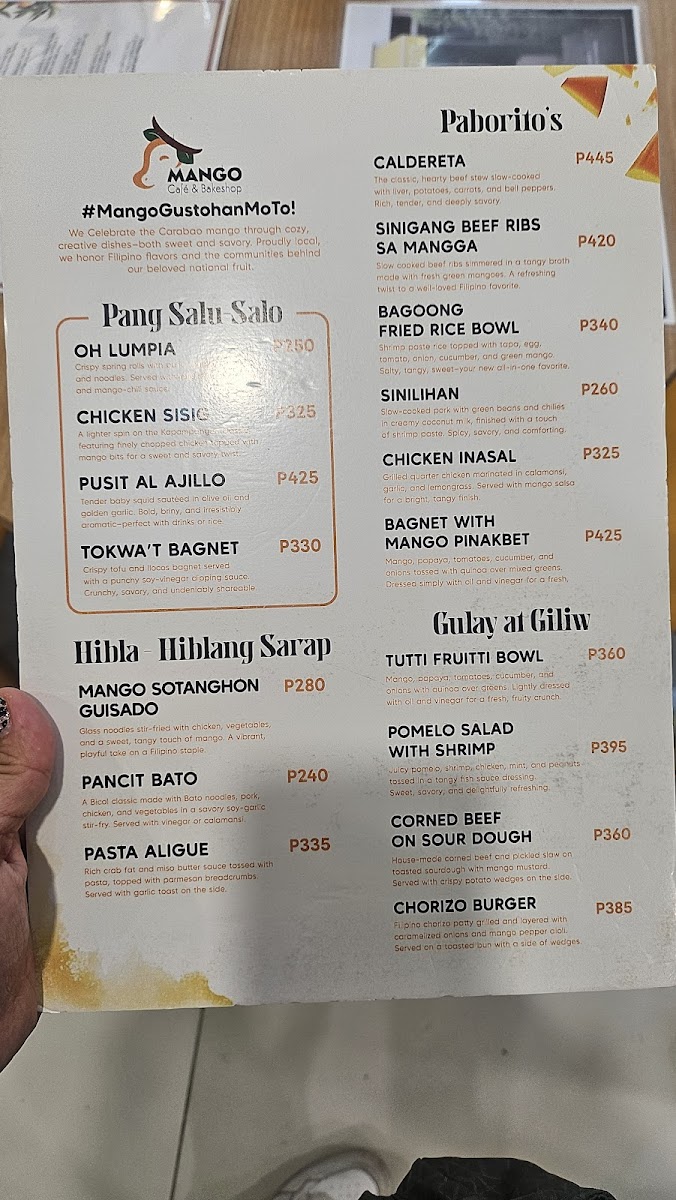 MANGO
Café & Bakeshop
#MangoGustohanMoTo!
We Celebrate the Carabao mango through cozy,
creative dishes–both sweet and savory. Proudly local,
we honor Filipino flavors and the communities behind
our beloved national fruit.
Pang Salu-Salo
OH LUMPIA P250
Crispy spring rolls with
and noodles. Served
and mango-chili sauce.
CHICKEN SISIG P325
A lighter spin on the
featuring finely chopped chicken topped with
mango bits for a sweet and savory twist.
PUSIT AL AJILLO P425
Tender baby squid sautéed in olive oil and
golden garlic. Bold, briny, and irresistibly
aromatic–perfect with drinks or rice.
TOKWA'T BAGNET P330
Crispy tofu and Ilocos bagnet served
with a punchy soy-vinegar dipping sauce.
Crunchy, savory, and undeniably shareable.
Hibla - Hiblang Sarap
MANGO SOTANGHON P280
GUISADO
Glass noodles stir-fried with chicken, vegetables,
and a sweet, tangy touch of mango. A vibrant,
playful take on a Filipino staple.
PANCIT BATO P240
A Bicol classic made with Bato noodles, pork,
chicken, and vegetables in a savory soy-garlic
stir-fry. Served with vinegar or calamansi.
PASTA ALIGUE P335
Rich crab fat and miso butter sauce tossed with
pasta, topped with parmesan breadcrumbs.
Served with garlic toast on the side.
Paborito's
CALDERETA P445
The classic, hearty beef stew slow-cooked
with liver, potatoes, carrots, and bell peppers.
Rich, tender, and deeply savory.
SINIGANG BEEF RIBS
SA MANGGA P420
Slow cooked beef ribs simmered in a tangy broth
made with fresh green mangoes. A refreshing
twist to a well-loved Filipino favorite.
BAGOONG
FRIED RICE BOWL P340
Shrimp paste rice topped with tapa, egg,
tomato, onion, cucumber, and green mango.
Salty, tangy, sweet–your new all-in-one favorite.
SINILIHAN P260
Slow-cooked pork with green beans and chilies
in creamy coconut milk, finished with a touch
of shrimp paste. Spicy, savory, and comforting.
CHICKEN INASAL P325
Grilled quarter chicken marinated in calamansi,
garlic, and lemongrass. Served with mango salsa
for a bright, tangy finish.
BAGNET WITH
MANGO PINAKBET P425
Mango, papaya, tomatoes, cucumber, and
onions tossed with quinoa over mixed greens.
Dressed simply with oil and vinegar for a fresh,
Gulay at Giliw
TUTTI FRUITTI BOWL P360
Mango, papaya, tomatoes, cucumber, and
onions with quinoa over greens. Lightly dressed
with oil and vinegar for a fresh, fruity crunch.
POMELO SALAD
WITH SHRIMP P395
Juicy pomelo, shrimp, chicken, mint, and peanuts
tossed in a tangy fish sauce dressing.
Sweet, savory, and delightfully refreshing.
CORNED BEEF
ON SOUR DOUGH P360
House-made corned beef and pickled slaw on
toasted sourdough with mango mustard.
Served with crispy potato wedges on the side.
CHORIZO BURGER P385
Filipino chorizo patty grilled and layered with
caramelized onions and mango pepper aioli.
Served on a toasted bun with a side of wedges.